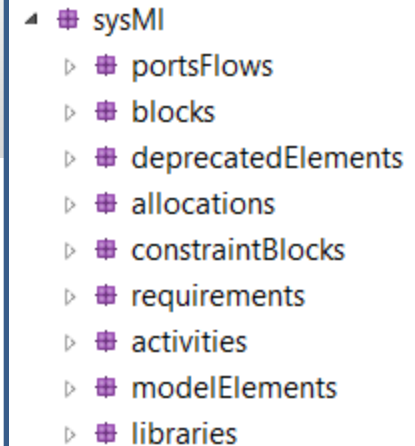 sysMl
portsFlows
blocks
deprecatedElements
allocations
constraintBlocks
requirements
activities
modelElements
libraries